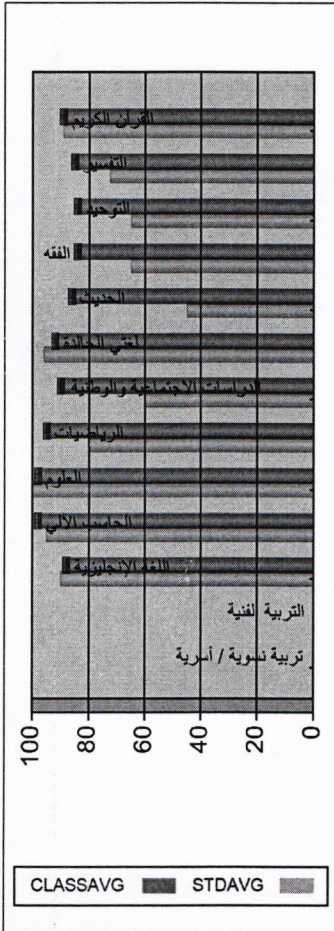 القرآن الكريم
التفسير
التوحيد
الفقه
الحديث
لغتي الخالدة
الدراسات الاجتماعية والوطنية
الرياضيات
العلوم
الحاسب الآلي
اللغة الإنجليزية
التربية الفنية
تربية نسوية / أسرية
100 80 60 40 20 0
CLASSAVG STDAVG